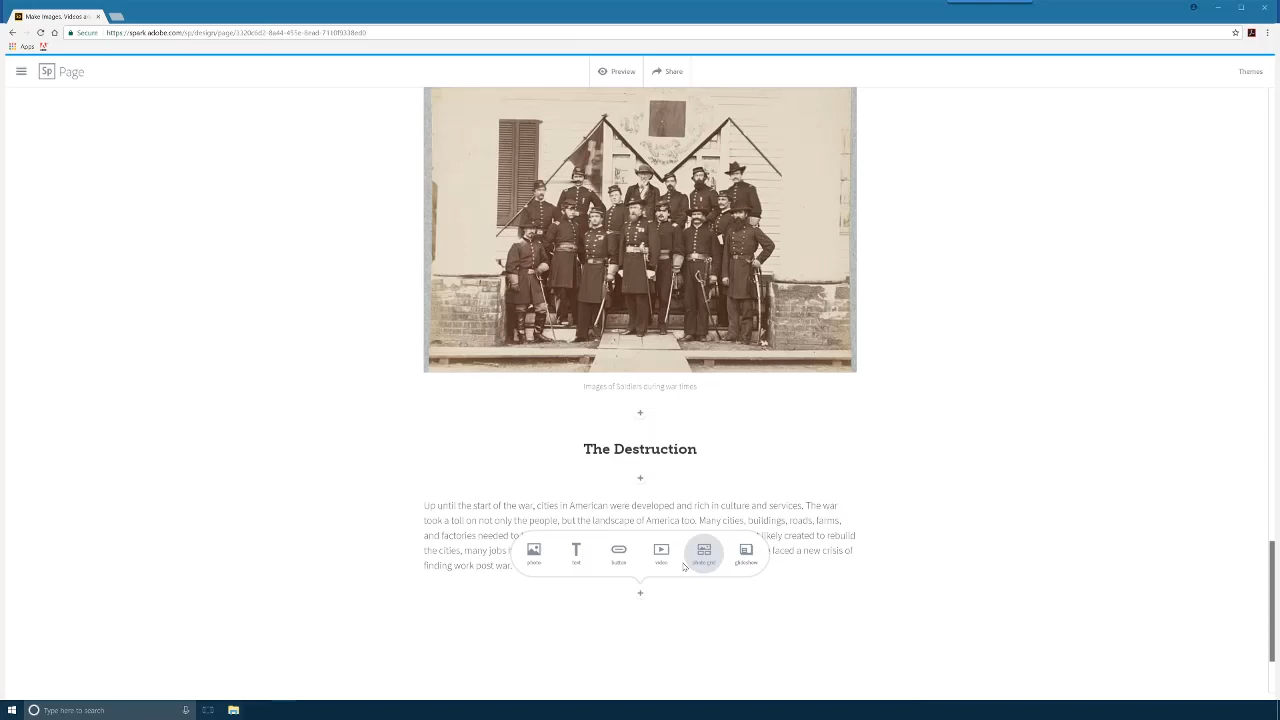 Make Images, Videos an
Secure
https://spark.adobe.com/sp/design/page/3320c6d2-8a44-455e-8ead-7110f9338ed0
Apps
Sp Page
Preview
Share
Themes
Images of Soldiers during war times
+
The Destruction
+
Up until the start of the war, cities in American were developed and rich in culture and services. The war
took a toll on not only the people, but the landscape of America too. Many cities, buildings, roads, farms,
and factories needed to likely created to rebuild
the cities, many jobs faced a new crisis of
finding work post war.
photo
text
button
video
photo grid
glideshow
+
Type here to search